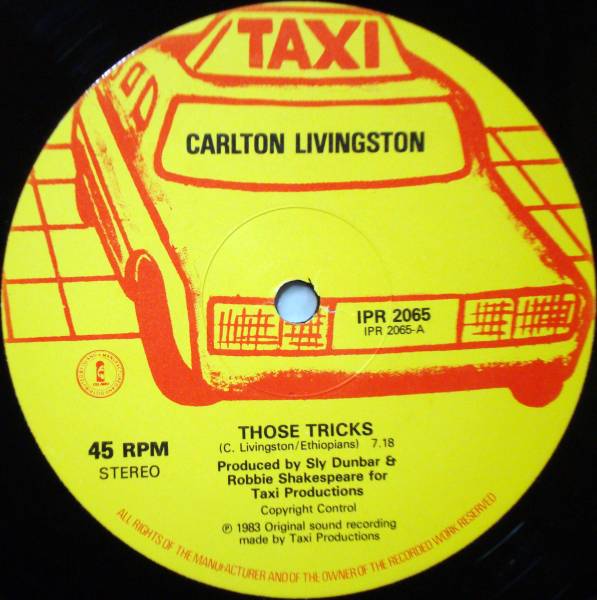 TAXI
CARLTON LIVINGSTON
IPR 2065
IPR 2065-A
THOSE TRICKS
(C. Livingston/Ethiopians) 7.18
45 RPM
STEREO
Produced by Sly Dunbar &
Robbie Shakespeare for
Taxi Productions
Copyright Control
℗ 1983 Original sound recording
made by Taxi Productions
ALL RIGHTS OF THE MANUFACTURER AND OF THE OWNER OF THE RECORDED WORK RESERVED